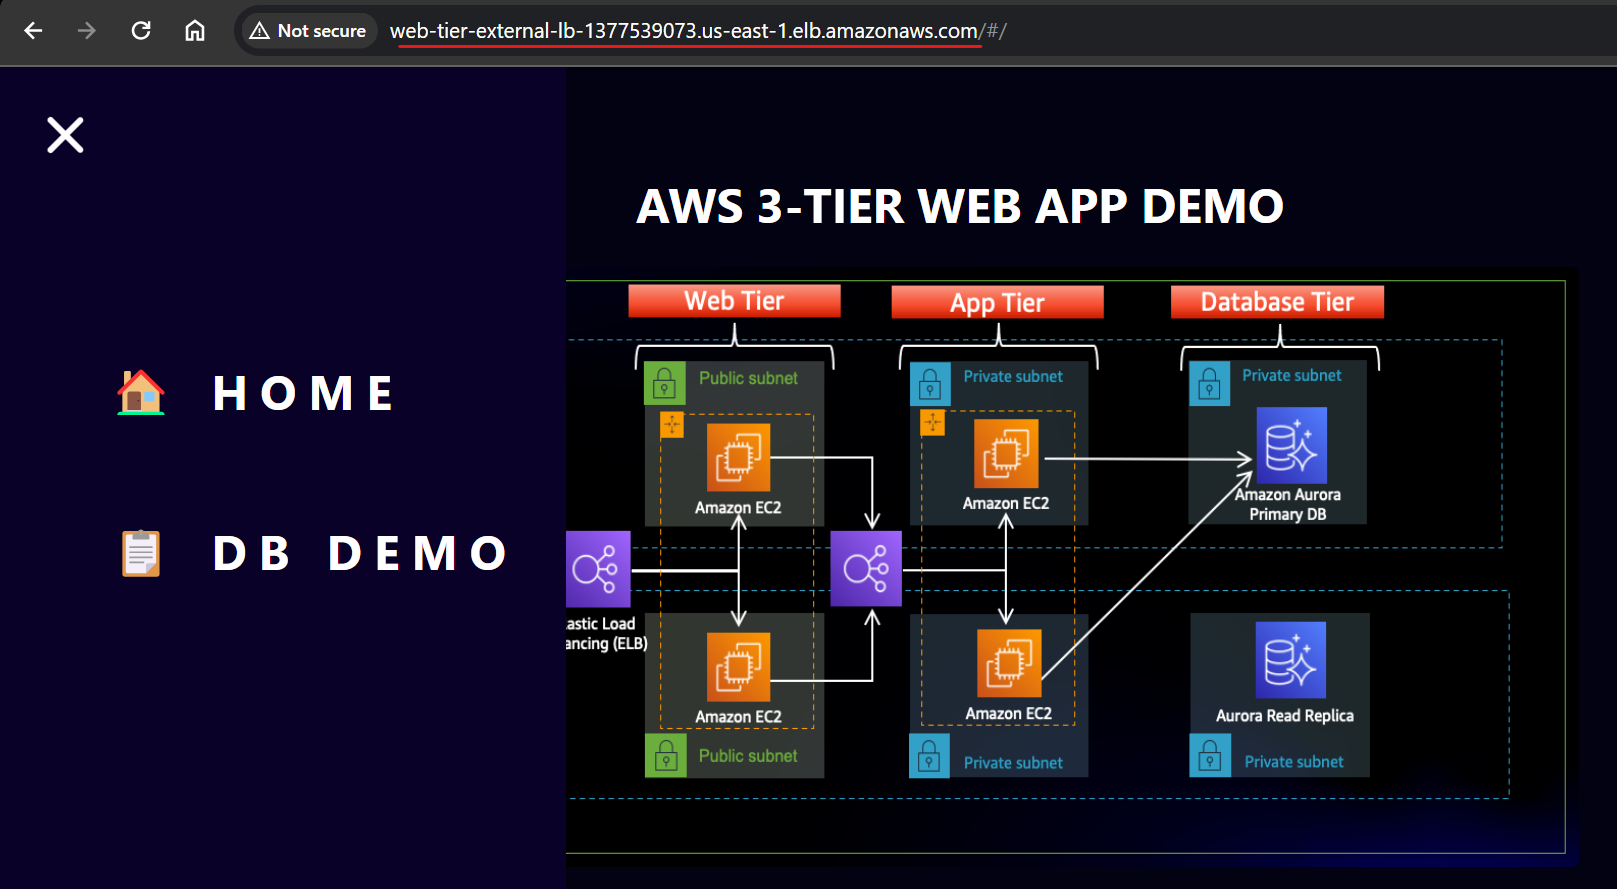 Not secure web-tier-external-lb-1377539073.us-east-1.elb.amazonaws.com/#/
AWS 3-TIER WEB APP DEMO
HOME
DB DEMO
Web Tier
App Tier
Database Tier
Public subnet
Private subnet
Private subnet
Amazon EC2
Amazon EC2
Amazon Aurora
Primary DB
lastic Load
ancing (ELB)
Amazon EC2
Amazon EC2
Aurora Read Replica
Public subnet
Private subnet
Private subnet